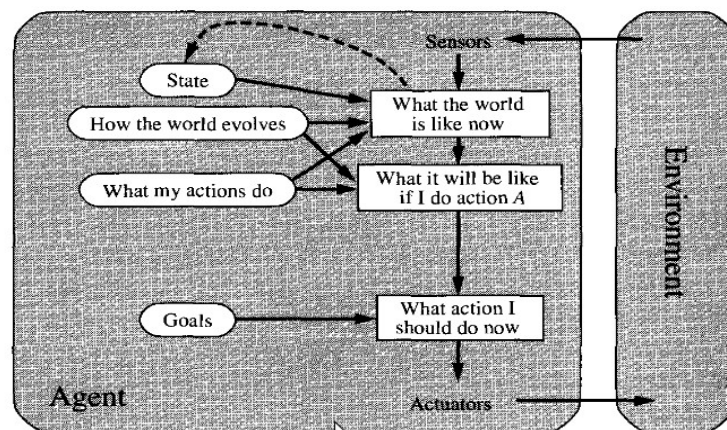 Sensors
State
What the world
is like now
How the world evolves
What it will be like
if I do action A
What my actions do
Goals
What action I
should do now
Agent
Actuators
Environment